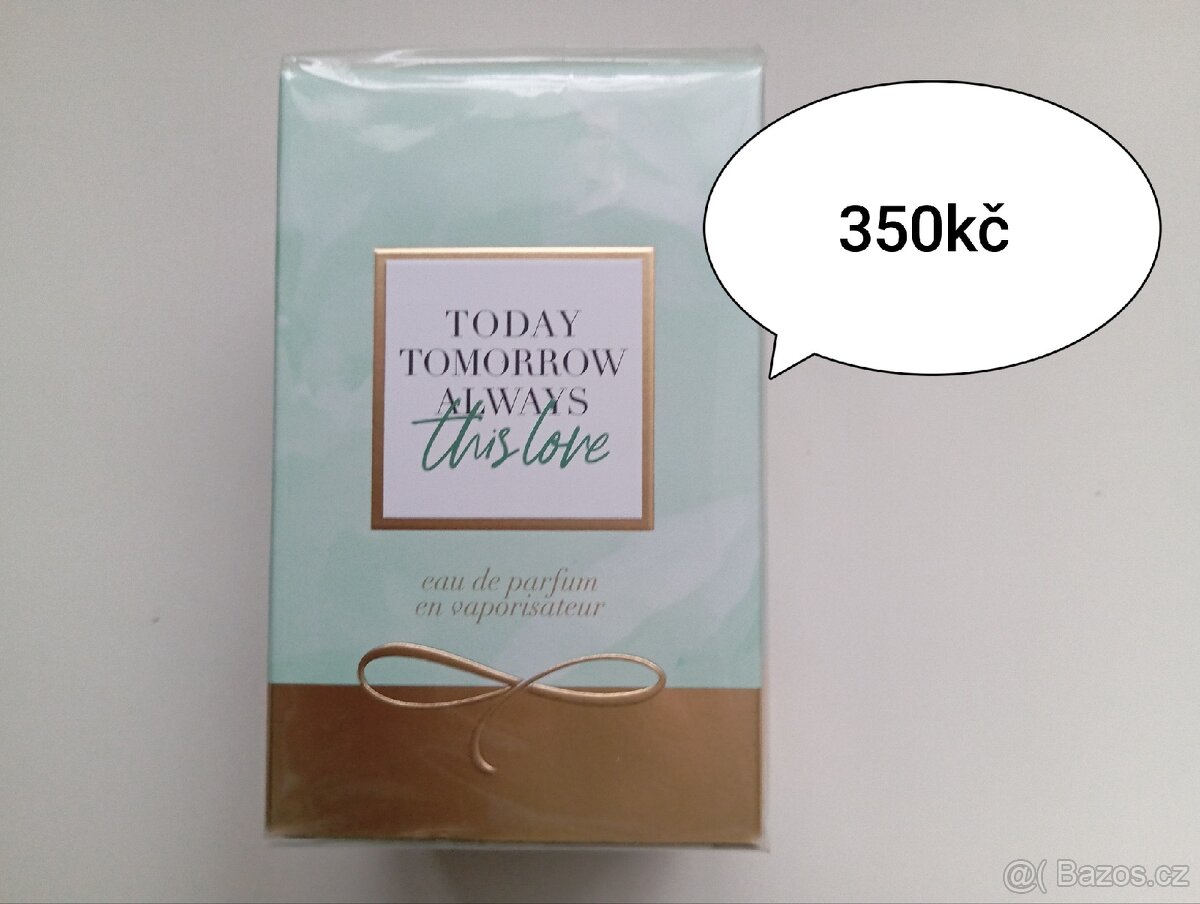 TODAY
TOMORROW
ALWAYS
this love
eau de parfum
en vaporisateur
350kč
@( Bazos.cz